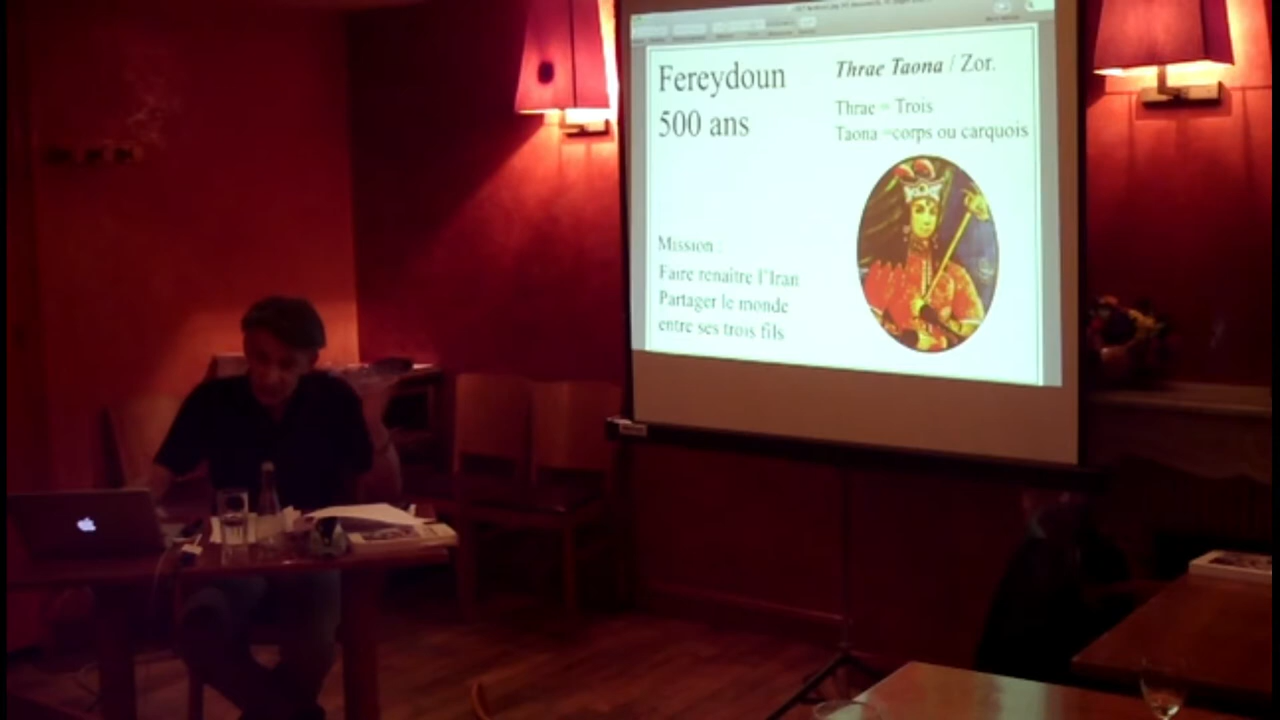 Fereydoun
500 ans
Thrae Taona / Zor.
Thrae = Trois
Taona =corps ou carquois
Mission :
Faire renaître l'Iran
Partager le monde
entre ses trois fils